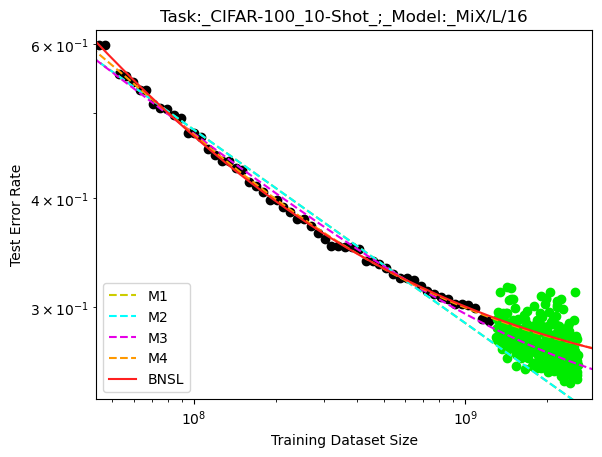 Task:_CIFAR-100_10-Shot_;_Model:_MiX/L/16
6 × 10⁻¹
4 × 10⁻¹
3 × 10⁻¹
Test Error Rate
M1
M2
M3
M4
BNSL
10⁸
10⁹
Training Dataset Size